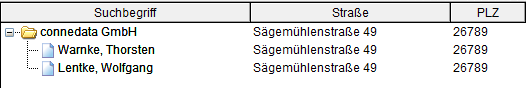 Suchbegriff Straße PLZ
connedata GmbH Sägemühlenstraße 49 26789
Warnke, Thorsten Sägemühlenstraße 49 26789
Lentke, Wolfgang Sägemühlenstraße 49 26789